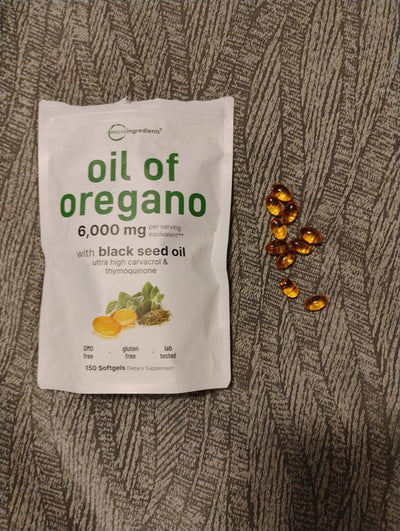 microingredients®
oil of
oregano
6,000 mg per serving
equivalent**
with black seed oil
ultra high carvacrol &
thymoquinone
GMO
free
· gluten
free
· lab
tested
150 Softgels Dietary Supplement